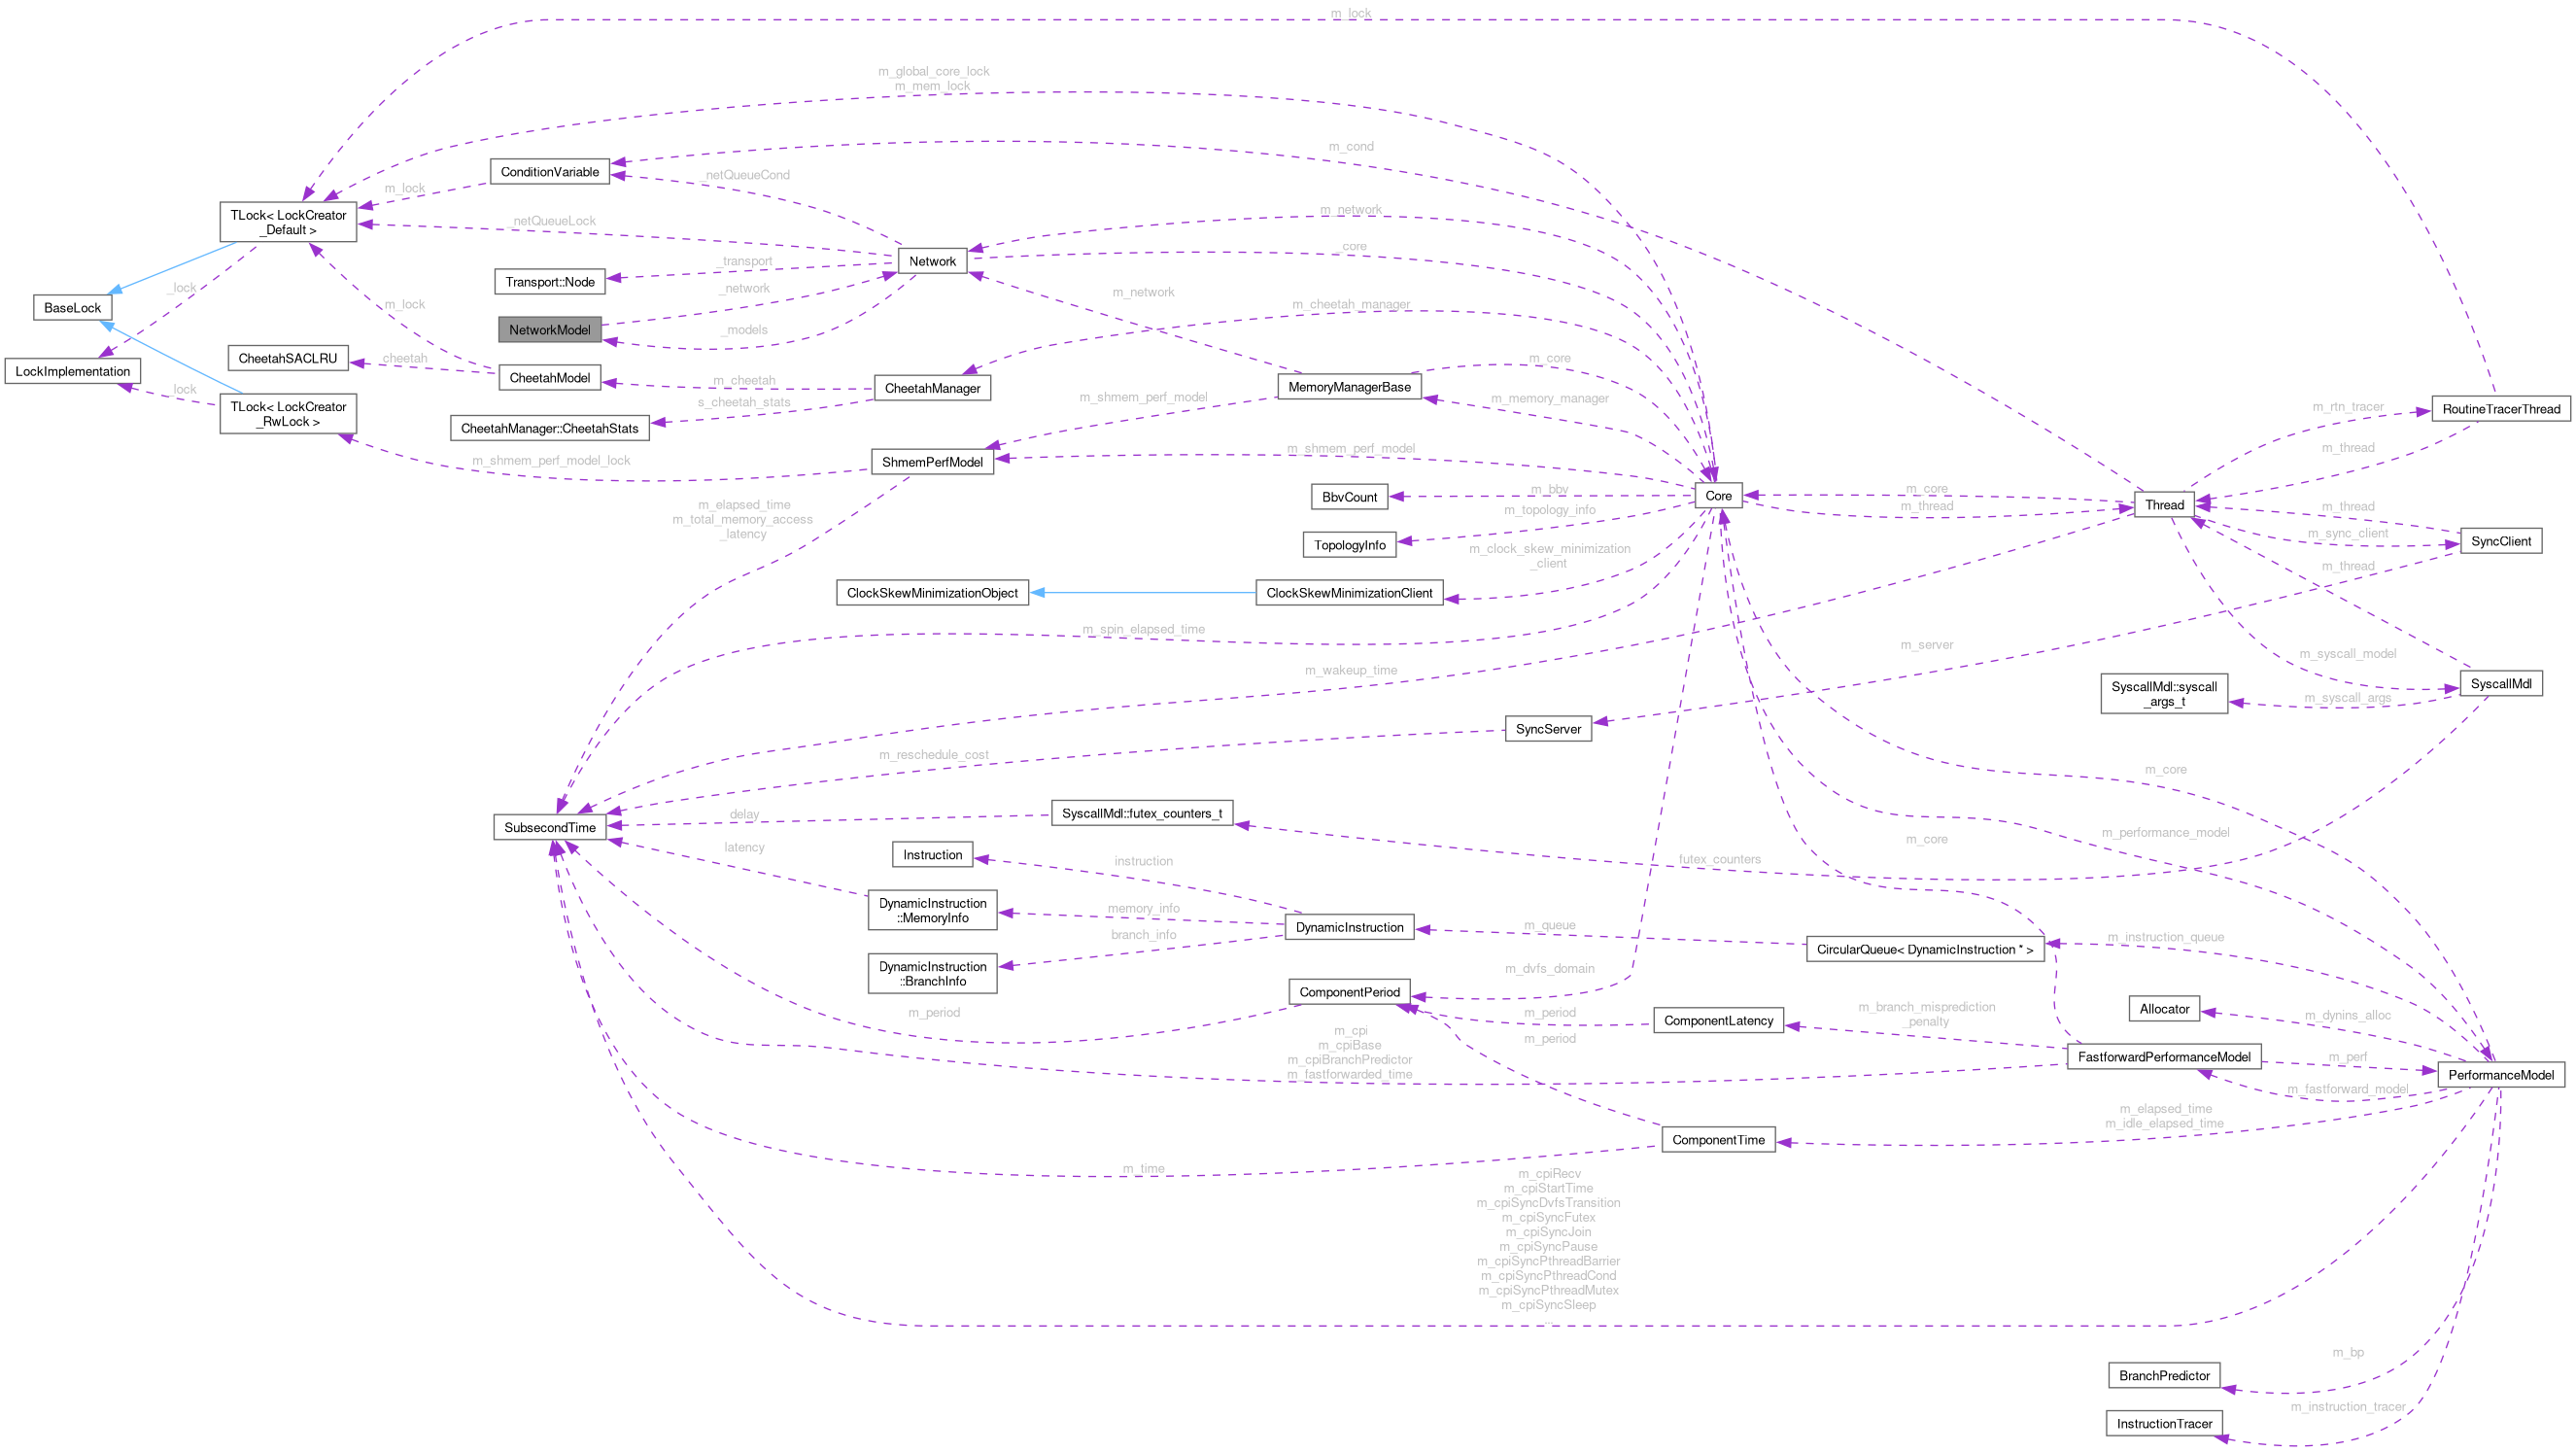 m_lock
m_global_core_lock
m_mem_lock
m_cond
ConditionVariable
_netQueueCond
m_lock
TLock< LockCreator
_Default >
_netQueueLock
m_network
_core
Network
_transport
Transport::Node
_lock
_network
m_network
BaseLock
m_lock
m_cheetah_manager
NetworkModel
_models
CheetahSACLRU
_cheetah
m_core
LockImplementation
CheetahModel
m_cheetah
CheetahManager
MemoryManagerBase
_lock
TLock< LockCreator
_RwLock >
s_cheetah_stats
m_shmem_perf_model
m_memory_manager
m_rtn_tracer
RoutineTracerThread
CheetahManager::CheetahStats
m_shmem_perf_model_lock
ShmemPerfModel
m_shmem_perf_model
m_thread
m_elapsed_time
m_total_memory_access
_latency
BbvCount
m_bbv
Core
m_core
m_thread
Thread
m_thread
m_topology_info
TopologyInfo
m_sync_client
SyncClient
m_clock_skew_minimization
_client
m_thread
ClockSkewMinimizationObject
ClockSkewMinimizationClient
m_spin_elapsed_time
m_server
m_syscall_model
m_wakeup_time
SyscallMdl
SyscallMdl::syscall
_args_t
m_syscall_args
SyncServer
m_reschedule_cost
m_core
SubsecondTime
delay
SyscallMdl::futex_counters_t
m_performance_model
m_core
latency
Instruction
instruction
futex_counters
DynamicInstruction
::MemoryInfo
memory_info
DynamicInstruction
m_queue
CircularQueue< DynamicInstruction * >
m_instruction_queue
branch_info
DynamicInstruction
::BranchInfo
m_dvfs_domain
ComponentPeriod
m_period
m_period
ComponentLatency
m_branch_misprediction
_penalty
Allocator
m_dynins_alloc
m_cpi
m_cpiBase
m_cpiBranchPredictor
m_fastforwarded_time
m_period
FastforwardPerformanceModel
m_perf
PerformanceModel
m_fastforward_model
m_elapsed_time
m_idle_elapsed_time
ComponentTime
m_time
m_cpiRecv
m_cpiStartTime
m_cpiSyncDvfsTransition
m_cpiSyncFutex
m_cpiSyncJoin
m_cpiSyncPause
m_cpiSyncPthreadBarrier
m_cpiSyncPthreadCond
m_cpiSyncPthreadMutex
m_cpiSyncSleep
...
m_bp
BranchPredictor
m_instruction_tracer
InstructionTracer